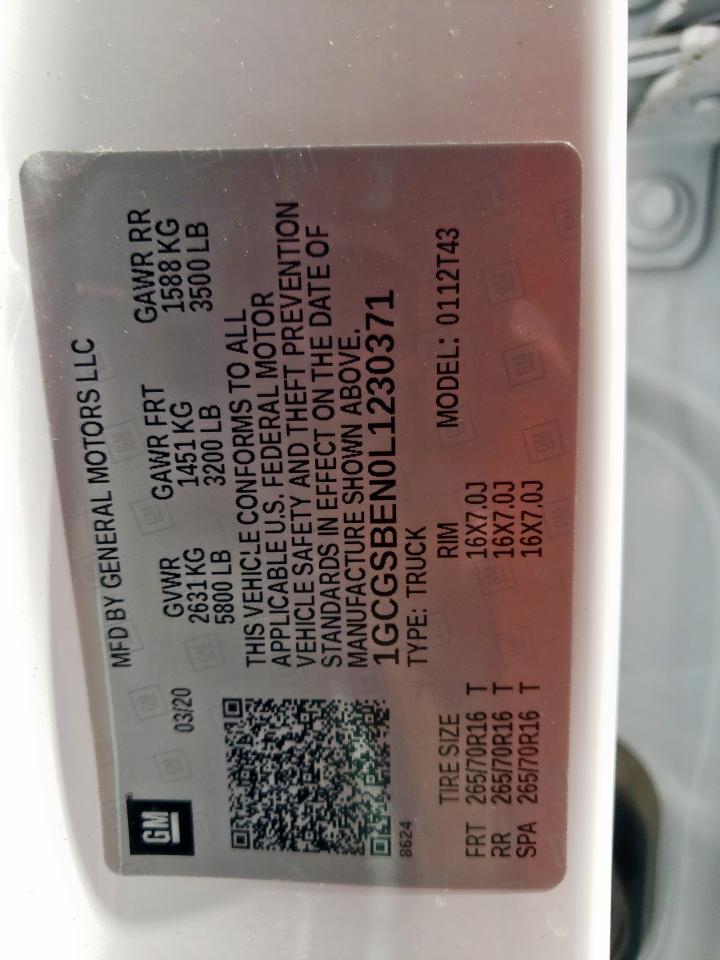 GM
03/20
MFD BY GENERAL MOTORS LLC
GVWR GAWR FRT GAWR RR
2631 KG 1451 KG 1588 KG
5800 LB 3200 LB 3500 LB
THIS VEHICLE CONFORMS TO ALL
APPLICABLE U.S. FEDERAL MOTOR
VEHICLE SAFETY AND THEFT PREVENTION
STANDARDS IN EFFECT ON THE DATE OF
MANUFACTURE SHOWN ABOVE.
1GCGSBEN0L1230371
8624
TYPE: TRUCK
TIRE SIZE RIM MODEL: 0112T43
FRT 265/70R16 T 16X7.0J
RR 265/70R16 T 16X7.0J
SPA 265/70R16 T 16X7.0J